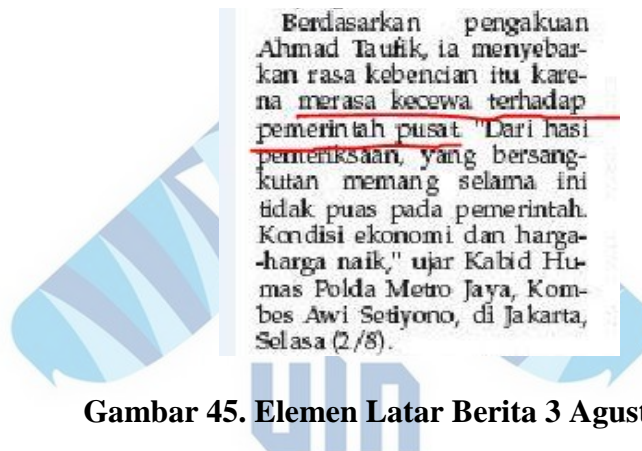 Berdasarkan pengakuan
Ahmad Taufik, ia menyebar-
kan rasa kebencian itu kare-
na merasa kecewa terhadap
pemerintah pusat. "Dari hasi
pemeriksaan, yang bersang-
kutan memang selama ini
tidak puas pada pemerintah.
Kondisi ekonomi dan harga-
-harga naik," ujar Kabid Hu-
mas Polda Metro Jaya, Kom-
bes Awi Setiyono, di Jakarta,
Selasa (2/8).
Gambar 45. Elemen Latar Berita 3 Agust
UIN